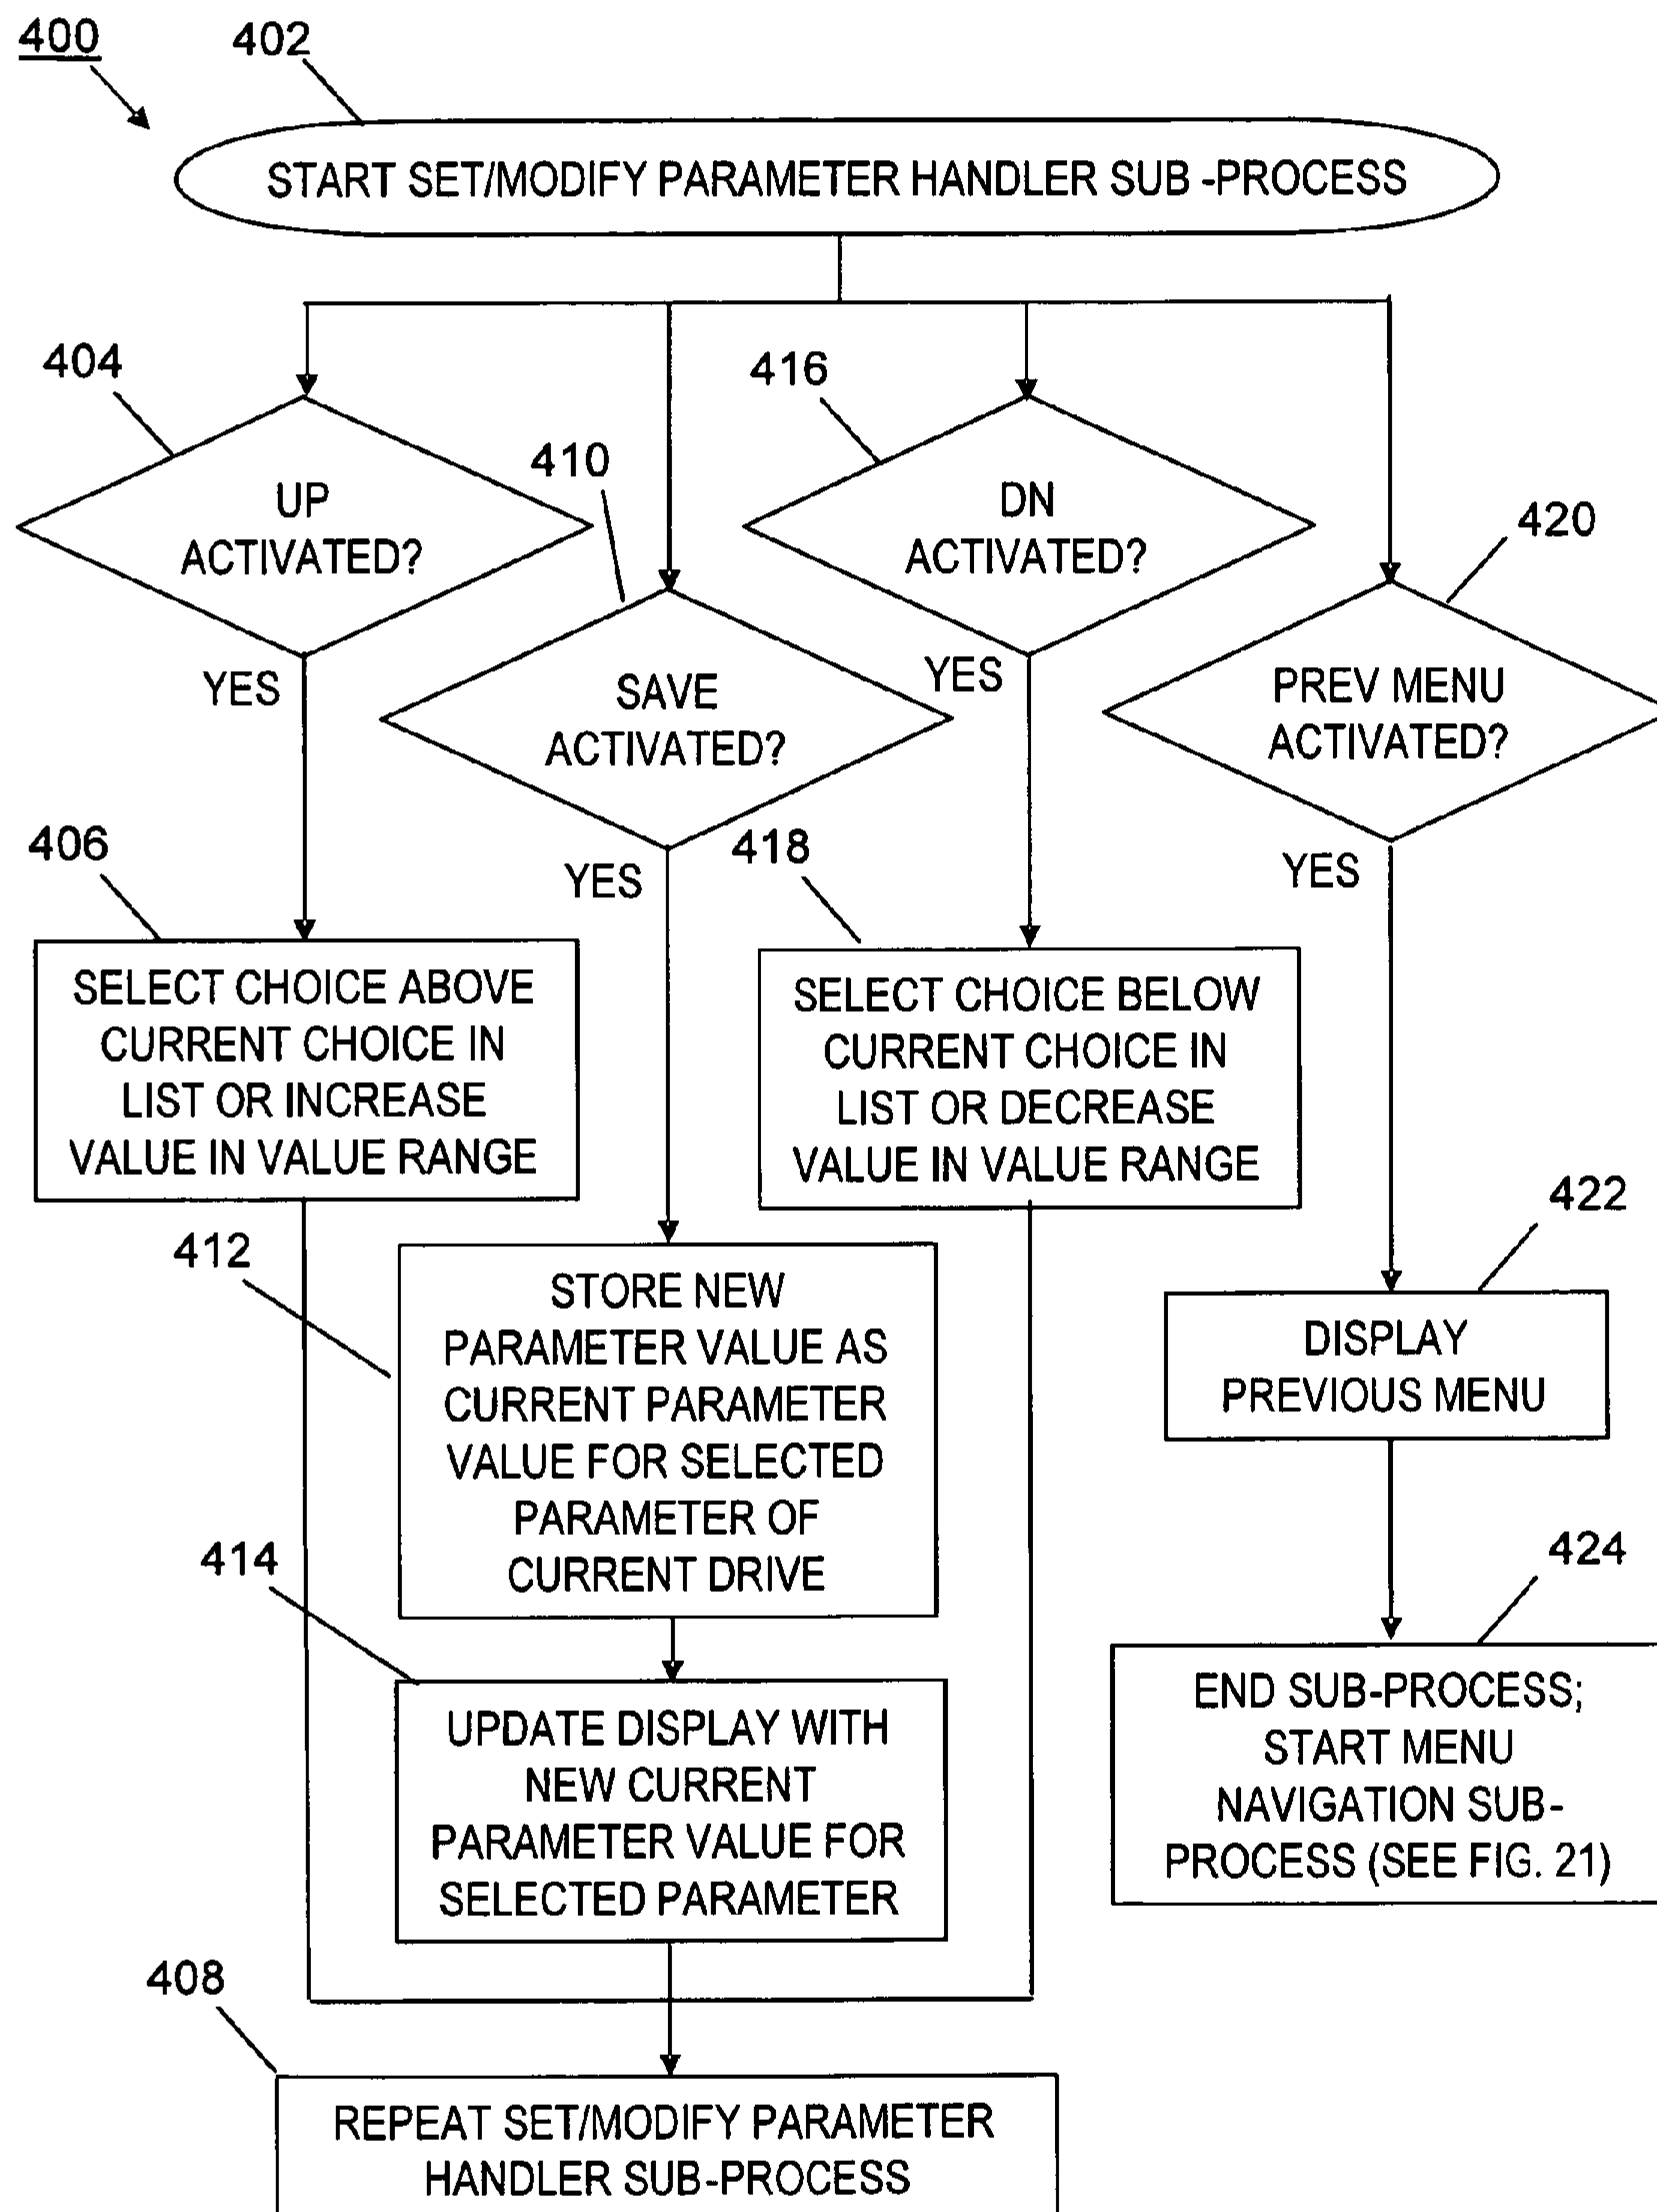 400
402
START SET/MODIFY PARAMETER HANDLER SUB -PROCESS
404
UP
ACTIVATED?
YES
410
SAVE
ACTIVATED?
YES
416
DN
ACTIVATED?
YES
420
PREV MENU
ACTIVATED?
YES
406
SELECT CHOICE ABOVE
CURRENT CHOICE IN
LIST OR INCREASE
VALUE IN VALUE RANGE
418
SELECT CHOICE BELOW
CURRENT CHOICE IN
LIST OR DECREASE
VALUE IN VALUE RANGE
412
STORE NEW
PARAMETER VALUE AS
CURRENT PARAMETER
VALUE FOR SELECTED
PARAMETER OF
CURRENT DRIVE
422
DISPLAY
PREVIOUS MENU
414
UPDATE DISPLAY WITH
NEW CURRENT
PARAMETER VALUE FOR
SELECTED PARAMETER
424
END SUB-PROCESS;
START MENU
NAVIGATION SUB-
PROCESS (SEE FIG. 21)
408
REPEAT SET/MODIFY PARAMETER
HANDLER SUB-PROCESS